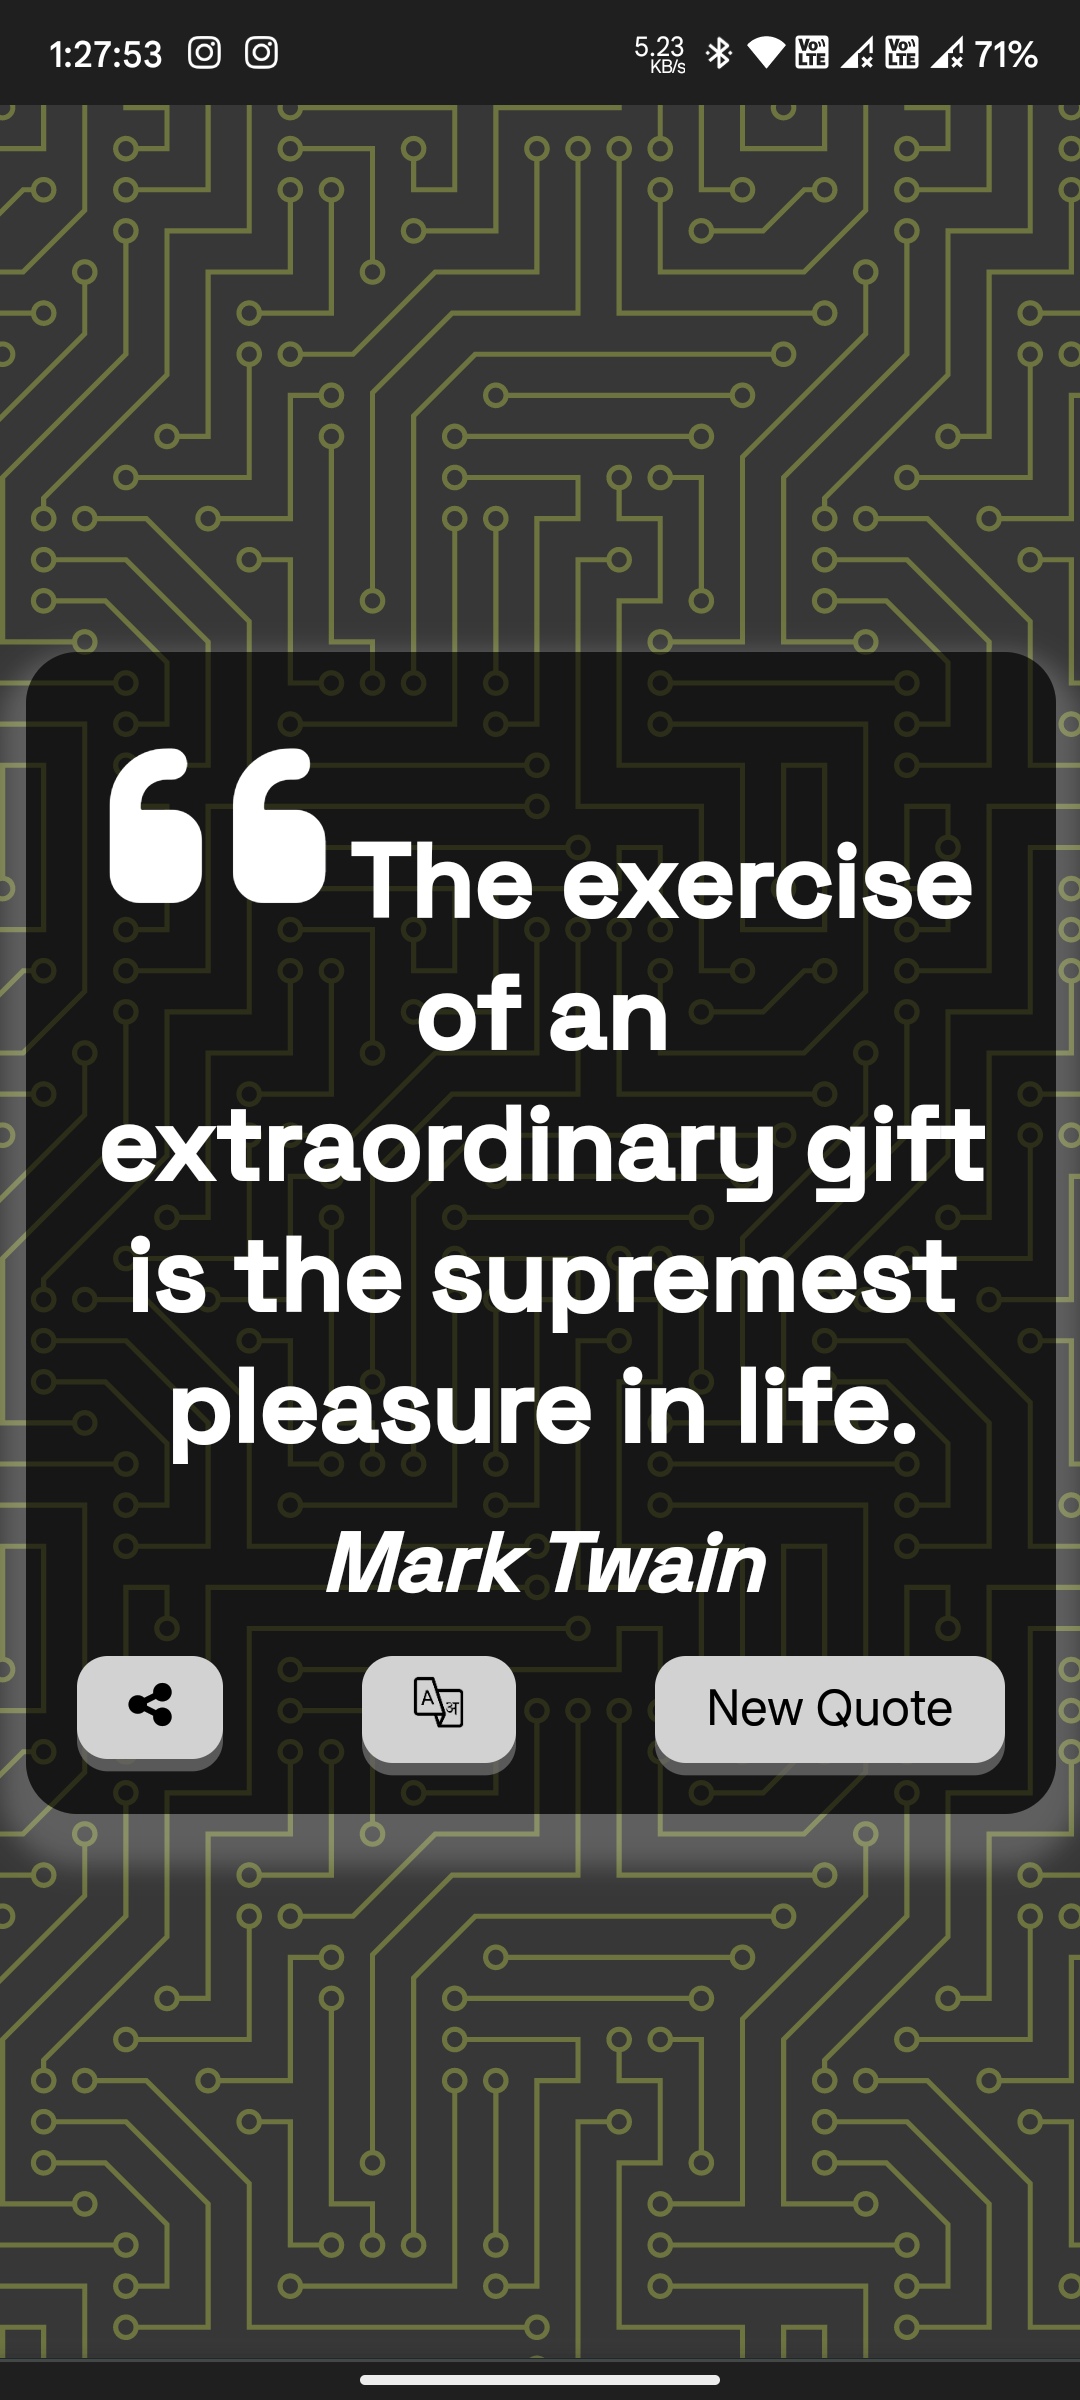 1:27:53 5.23 KB/s Vo LTE Vo LTE 71%
“The exercise
of an
extraordinary gift
is the supremest
pleasure in life.
Mark Twain
A अ New Quote